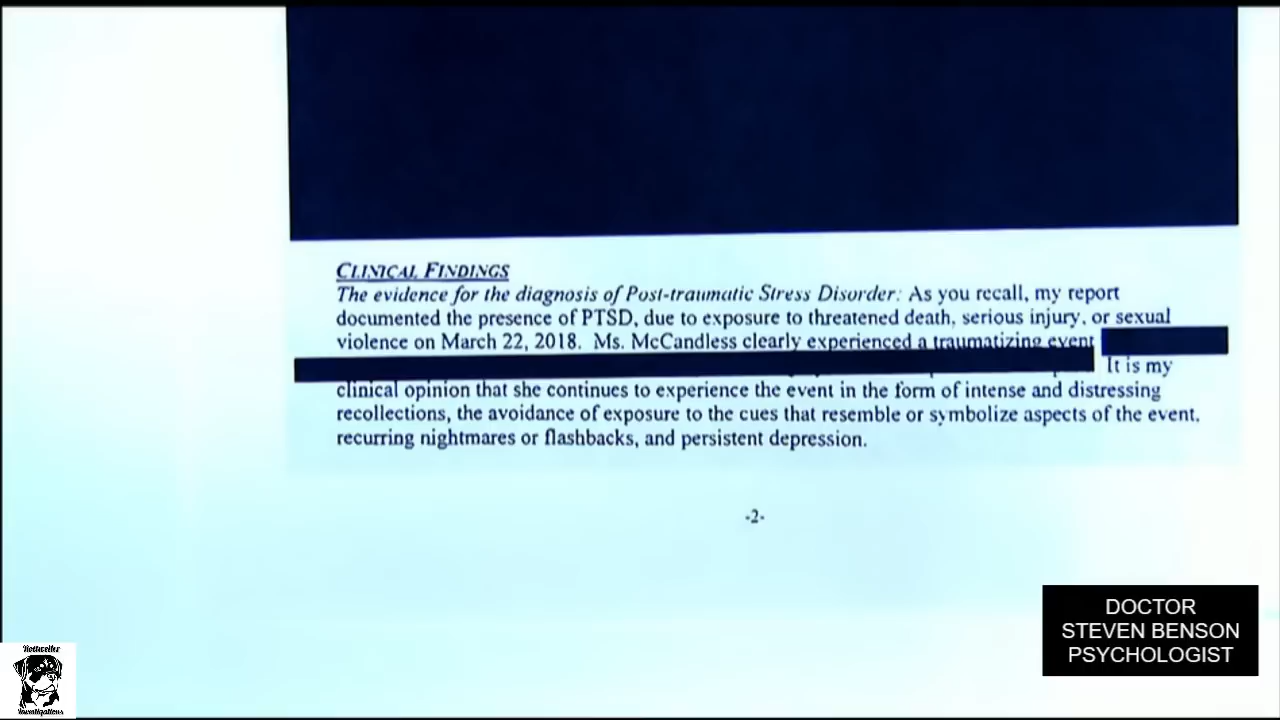 CLINICAL FINDINGS
The evidence for the diagnosis of Post-traumatic Stress Disorder: As you recall, my report
documented the presence of PTSD, due to exposure to threatened death, serious injury, or sexual
violence on March 22, 2018. Ms. McCandless clearly experienced a traumatizing event
It is my
clinical opinion that she continues to experience the event in the form of intense and distressing
recollections, the avoidance of exposure to the cues that resemble or symbolize aspects of the event,
recurring nightmares or flashbacks, and persistent depression.
-2-
DOCTOR
STEVEN BENSON
PSYCHOLOGIST
Rottweiler
Investigations